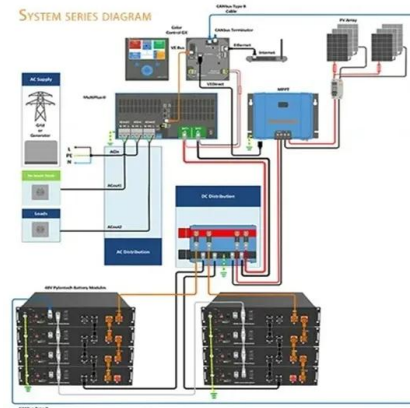 SYSTEM SERIES DIAGRAM
CANbus Type B
Cable
PV Array
Color
Control GX
CANbus Terminator
VE Bus
Ethernet
Internet
VE.Direct
AC Supply
MultiPlus-II
MPPT
Grid
or
Generator
L
PE
N
ACin
ACout1
Loads
ACout2
DC Distribution
AC Distribution
48V Pylontech Battery Modules